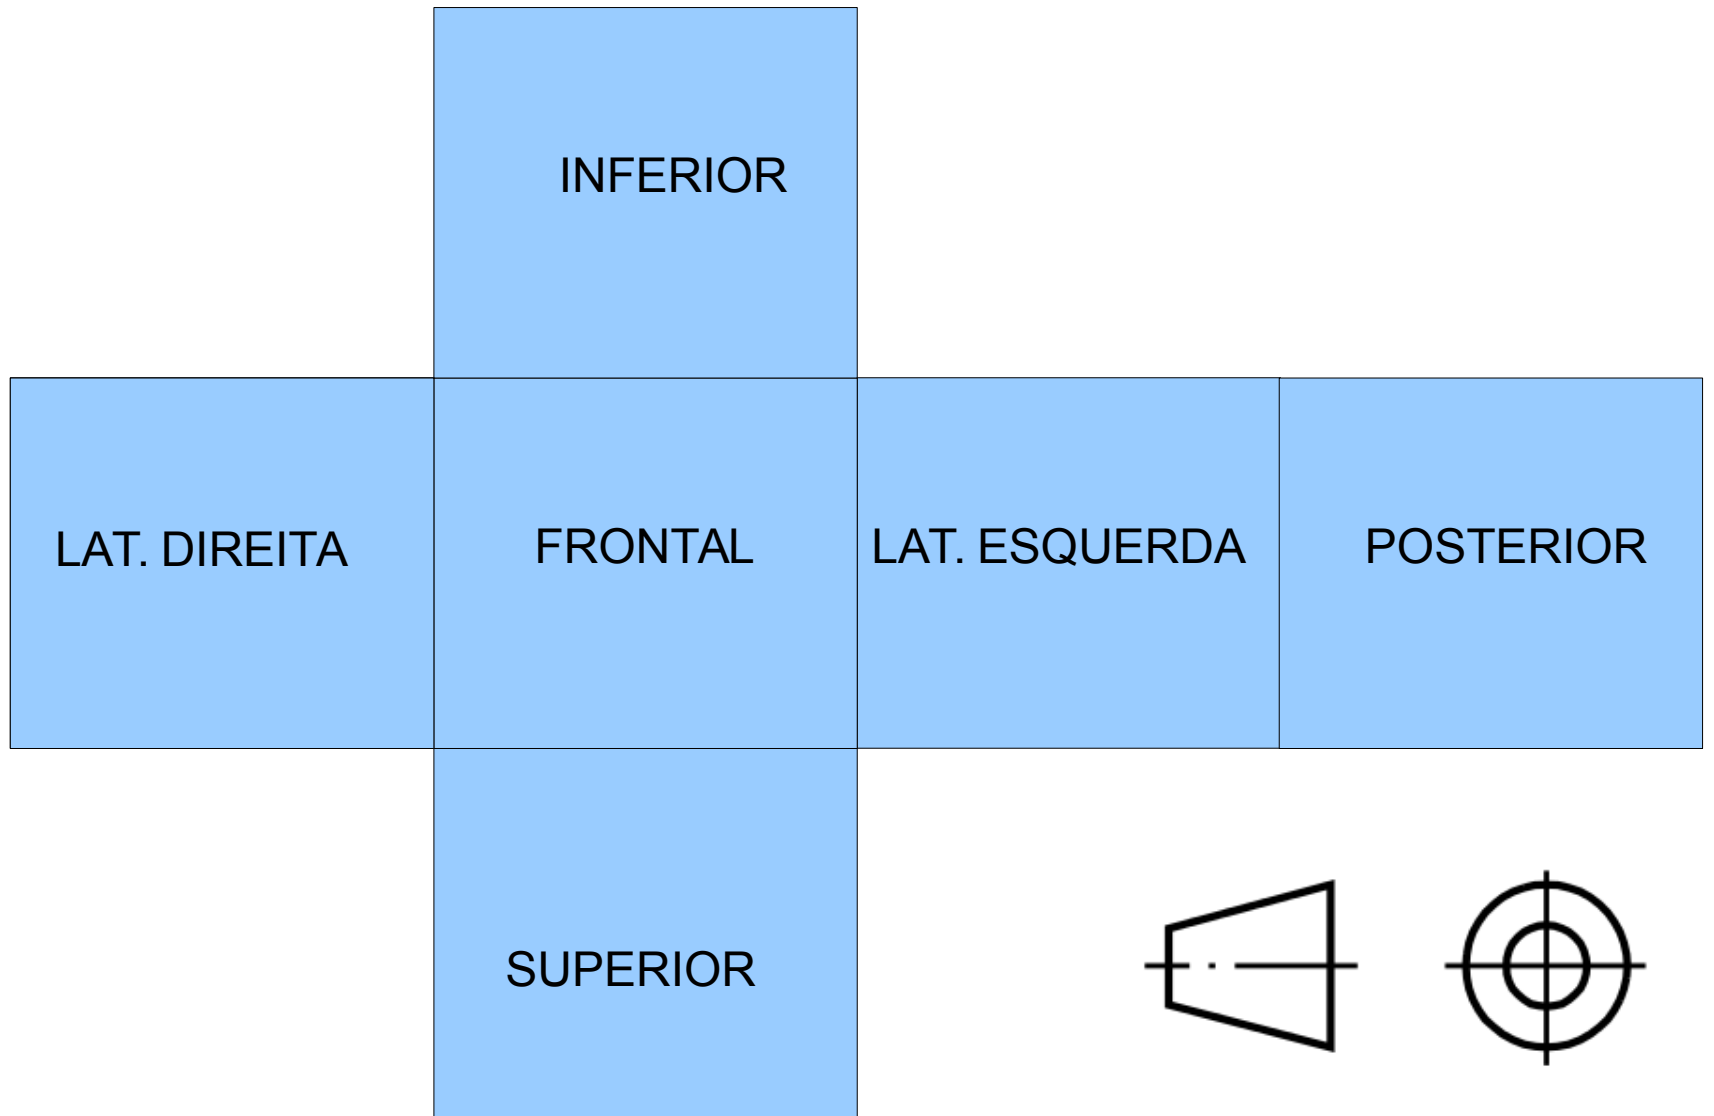 INFERIOR
LAT. DIREITA
FRONTAL
LAT. ESQUERDA
POSTERIOR
SUPERIOR